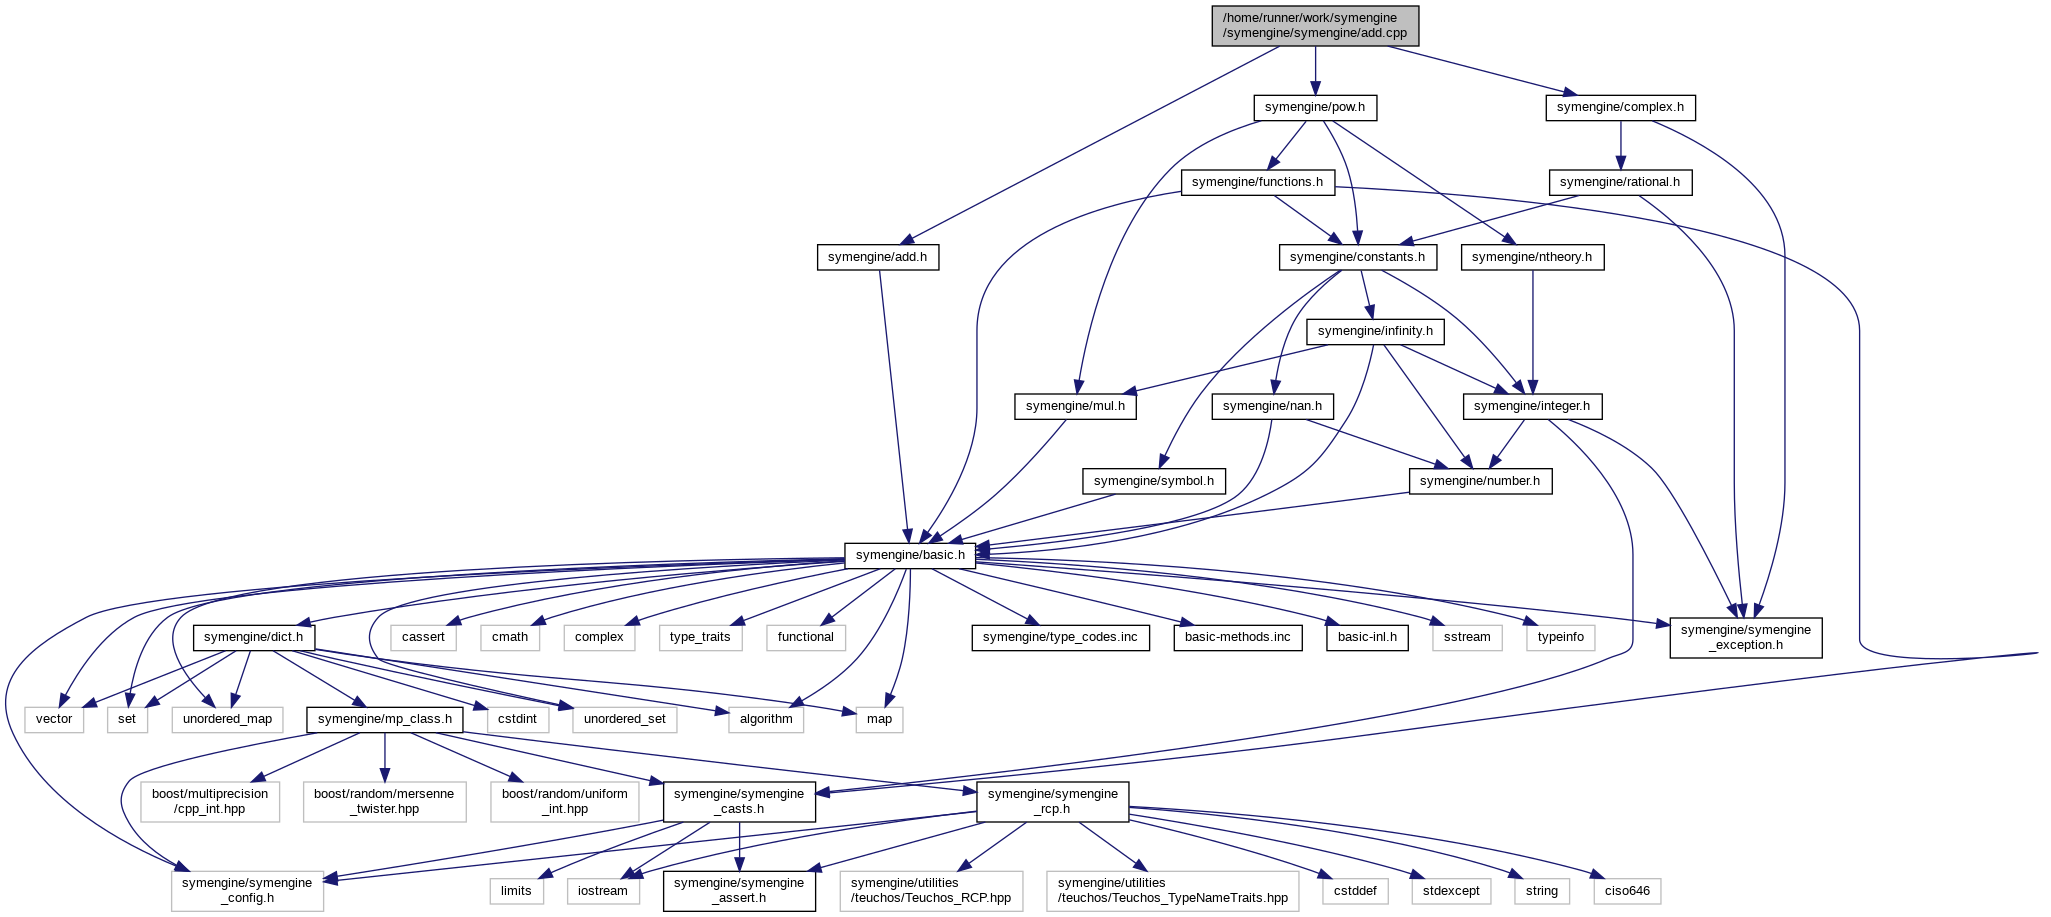 /home/runner/work/symengine
/symengine/symengine/add.cpp
symengine/pow.h
symengine/complex.h
symengine/functions.h
symengine/rational.h
symengine/add.h
symengine/constants.h
symengine/ntheory.h
symengine/infinity.h
symengine/mul.h
symengine/nan.h
symengine/integer.h
symengine/symbol.h
symengine/number.h
symengine/basic.h
symengine/dict.h
cassert
cmath
complex
type_traits
functional
symengine/type_codes.inc
basic-methods.inc
basic-inl.h
sstream
typeinfo
symengine/symengine
_exception.h
vector
set
unordered_map
symengine/mp_class.h
cstdint
unordered_set
algorithm
map
boost/multiprecision
/cpp_int.hpp
boost/random/mersenne
_twister.hpp
boost/random/uniform
_int.hpp
symengine/symengine
_casts.h
symengine/symengine
_rcp.h
symengine/symengine
_config.h
limits
iostream
symengine/symengine
_assert.h
symengine/utilities
/teuchos/Teuchos_RCP.hpp
symengine/utilities
/teuchos/Teuchos_TypeNameTraits.hpp
cstddef
stdexcept
string
ciso646